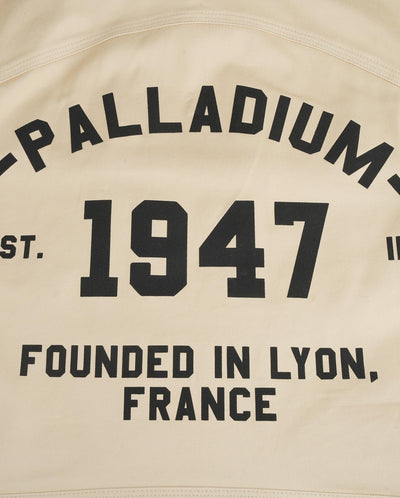 -PALLADIUM-
ST. 1947
FOUNDED IN LYON,
FRANCE